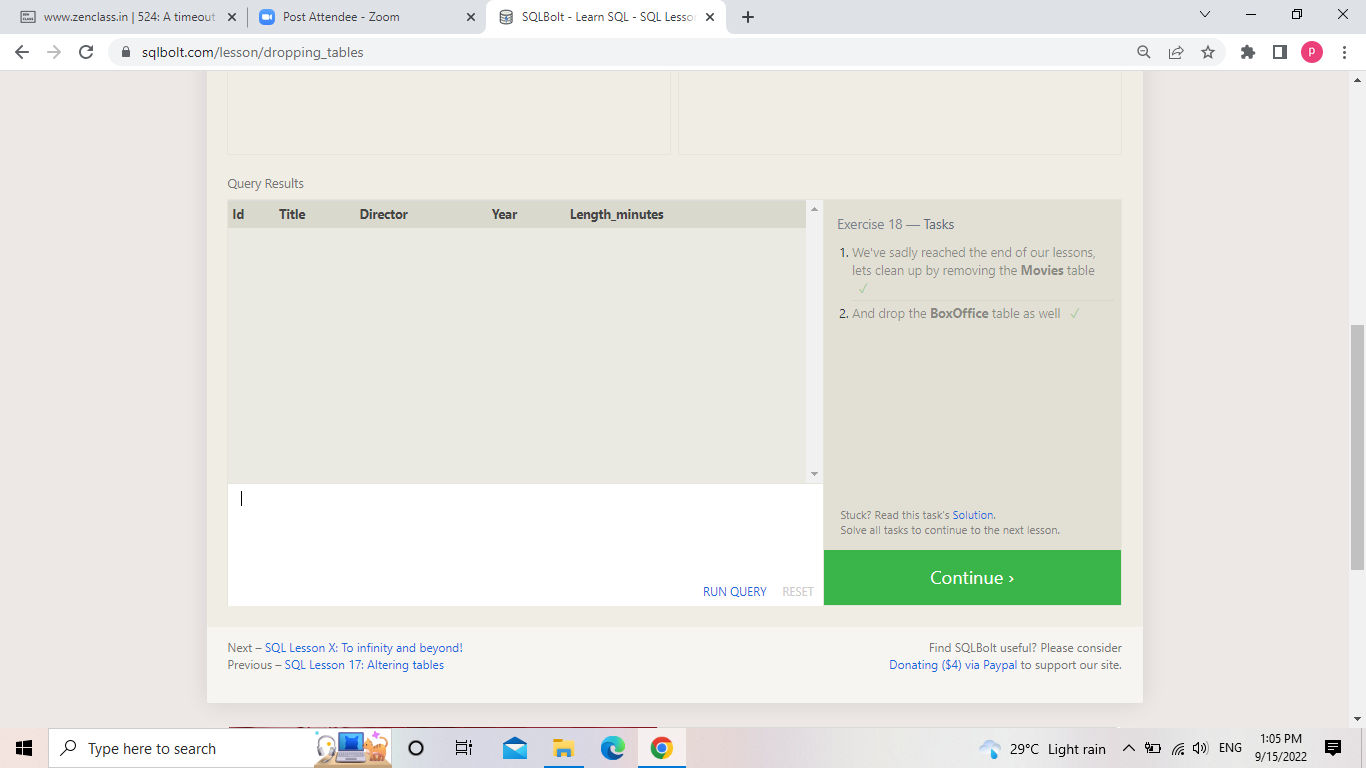 www.zenclass.in | 524: A timeout
Post Attendee - Zoom
SQLBolt - Learn SQL - SQL Lesso
sqlbolt.com/lesson/dropping_tables
P
Query Results
Id Title Director Year Length_minutes
Exercise 18 — Tasks
1. We've sadly reached the end of our lessons,
lets clean up by removing the Movies table
✓
2. And drop the BoxOffice table as well ✓
Stuck? Read this task's Solution.
Solve all tasks to continue to the next lesson.
RUN QUERY RESET
Continue ›
Next – SQL Lesson X: To infinity and beyond!
Previous – SQL Lesson 17: Altering tables
Find SQLBolt useful? Please consider
Donating ($4) via Paypal to support our site.
Type here to search
29°C Light rain
ENG
1:05 PM
9/15/2022